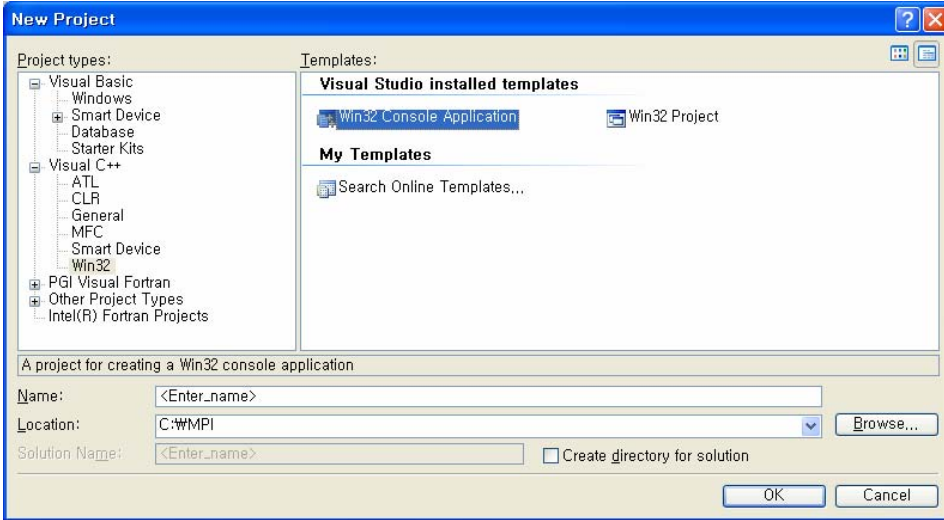 New Project
Project types:
Templates:
Visual Basic
Windows
Smart Device
Database
Starter Kits
Visual C++
ATL
CLR
General
MFC
Smart Device
Win32
PGI Visual Fortran
Other Project Types
Intel(R) Fortran Projects
Visual Studio installed templates
Win32 Console Application
Win32 Project
My Templates
Search Online Templates...
A project for creating a Win32 console application
Name:
<Enter_name>
Location:
C:₩MPI
Browse...
Solution Name:
<Enter_name>
Create directory for solution
OK
Cancel